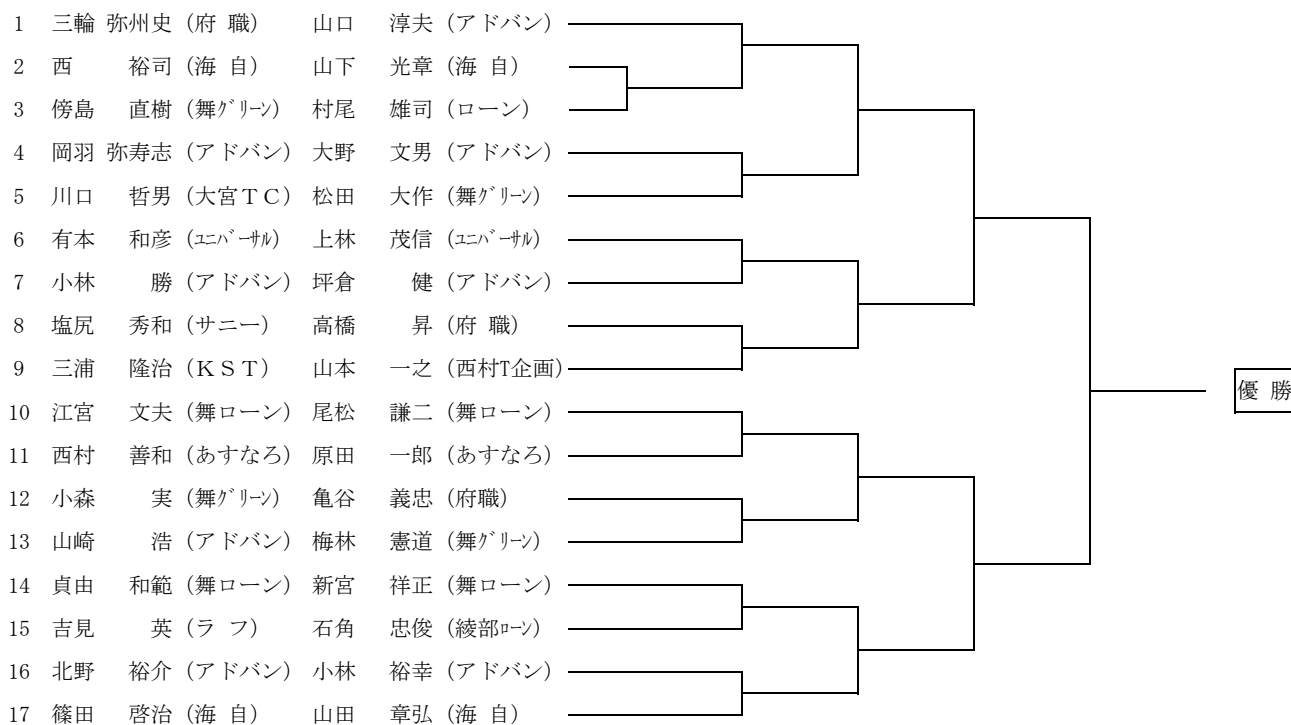 1 三輪 弥州史 (府 職) 山口 淳夫 (アドバン)
2 西 裕司 (海 自) 山下 光章 (海 自)
3 傍島 直樹 (舞グリーン) 村尾 雄司 (ローン)
4 岡羽 弥寿志 (アドバン) 大野 文男 (アドバン)
5 川口 哲男 (大宮TC) 松田 大作 (舞グリーン)
6 有本 和彦 (ユニバーサル) 上林 茂信 (ユニバーサル)
7 小林 勝 (アドバン) 坪倉 健 (アドバン)
8 塩尻 秀和 (サニー) 高橋 昇 (府 職)
9 三浦 隆治 (KST) 山本 一之 (西村T企画)
優 勝
10 江宮 文夫 (舞ローン) 尾松 謙二 (舞ローン)
11 西村 善和 (あすなろ) 原田 一郎 (あすなろ)
12 小森 実 (舞グリーン) 亀谷 義忠 (府職)
13 山崎 浩 (アドバン) 梅林 憲道 (舞グリーン)
14 貞由 和範 (舞ローン) 新宮 祥正 (舞ローン)
15 吉見 英 (ラ フ) 石角 忠俊 (綾部ローン)
16 北野 裕介 (アドバン) 小林 裕幸 (アドバン)
17 篠田 啓治 (海 自) 山田 章弘 (海 自)